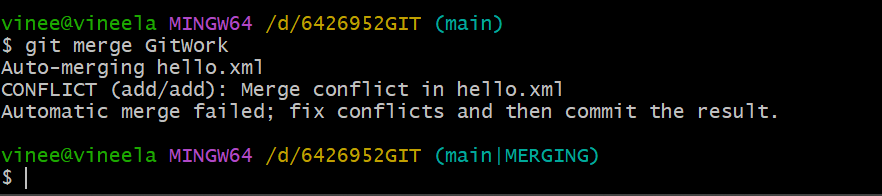 vinee@vineela MINGW64 /d/6426952GIT (main)
$ git merge GitWork
Auto-merging hello.xml
CONFLICT (add/add): Merge conflict in hello.xml
Automatic merge failed; fix conflicts and then commit the result.
vinee@vineela MINGW64 /d/6426952GIT (main|MERGING)
$